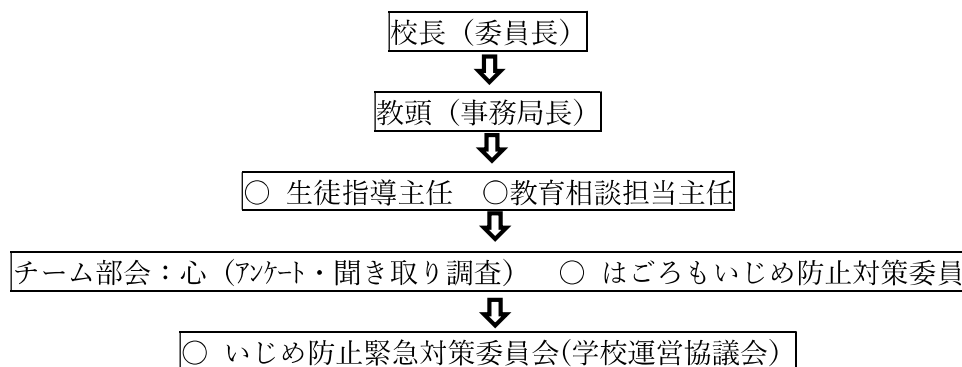 校長（委員長）
教頭（事務局長）
○ 生徒指導主任　○教育相談担当主任
チーム部会：心（ｱﾝｹｰﾄ・聞き取り調査）　○ はごろもいじめ防止対策委員
○ いじめ防止緊急対策委員会(学校運営協議会）